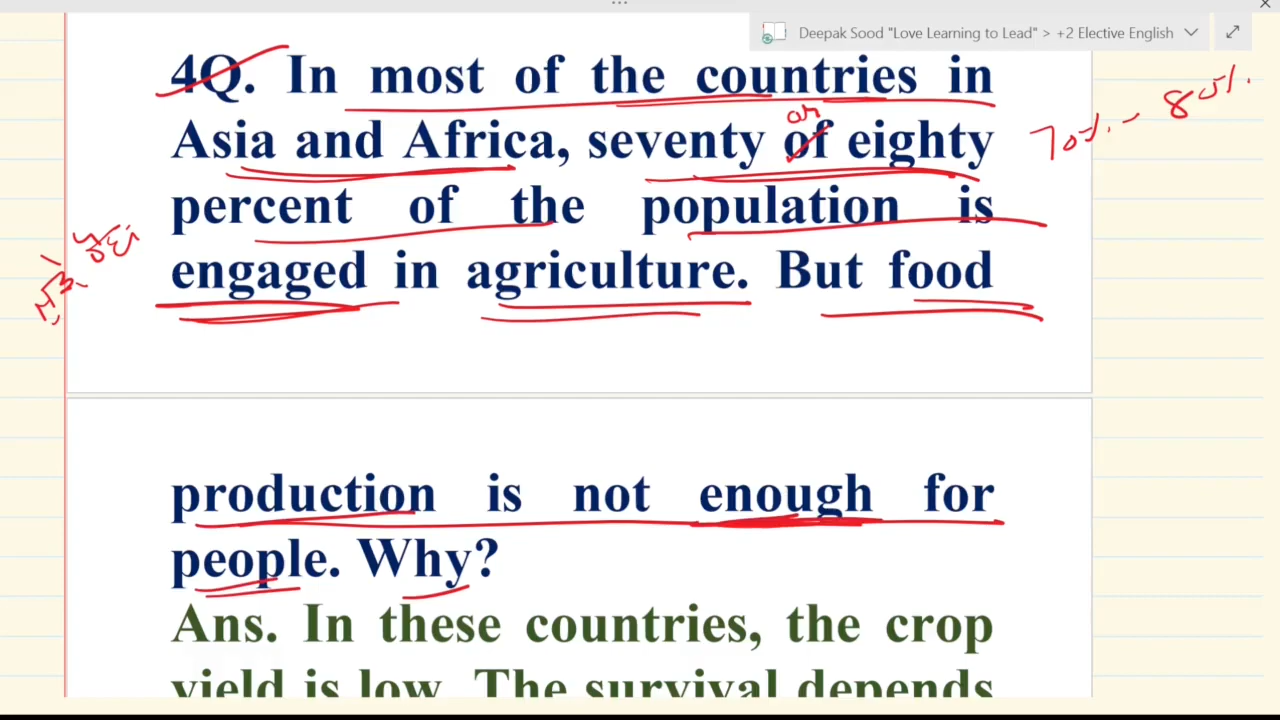 Deepak Sood "Love Learning to Lead" > +2 Elective English
4Q. In most of the countries in
or
Asia and Africa, seventy of eighty
70% - 80%
percent of the population is
engaged in agriculture. But food
production is not enough for
people. Why?
Ans. In these countries, the crop
yield is low. The survival depends